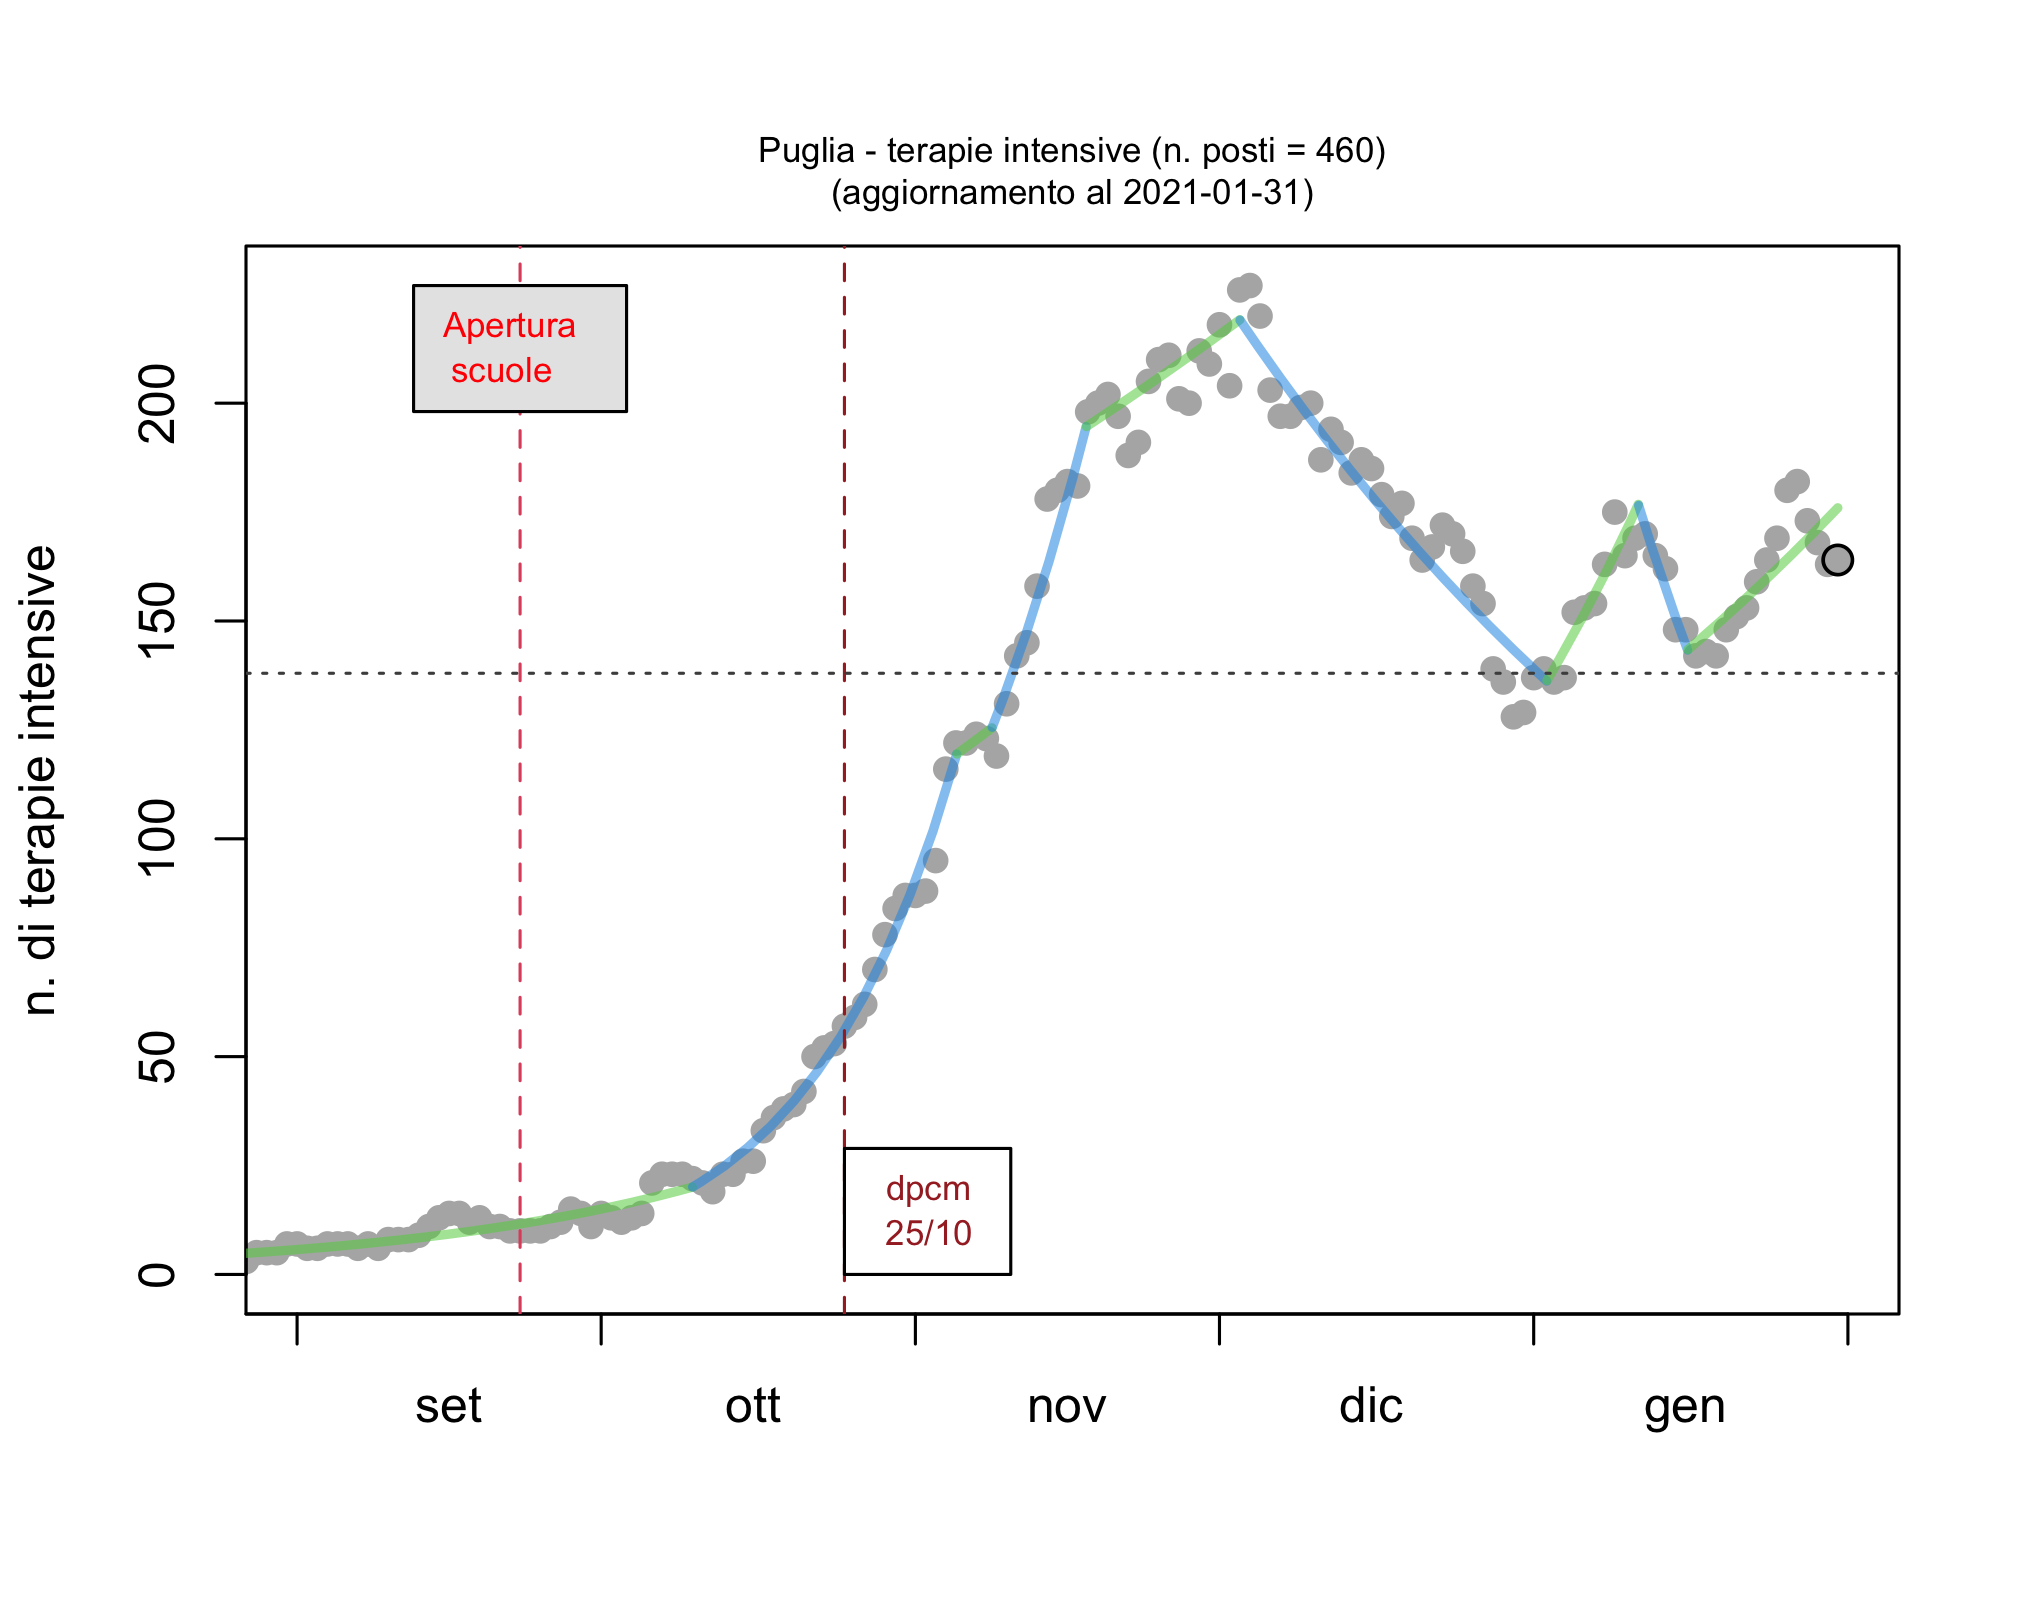 Puglia - terapie intensive (n. posti = 460)
(aggiornamento al 2021-01-31)
Apertura
scuole
dpcm
25/10
n. di terapie intensive
200
150
100
50
0
set ott nov dic gen